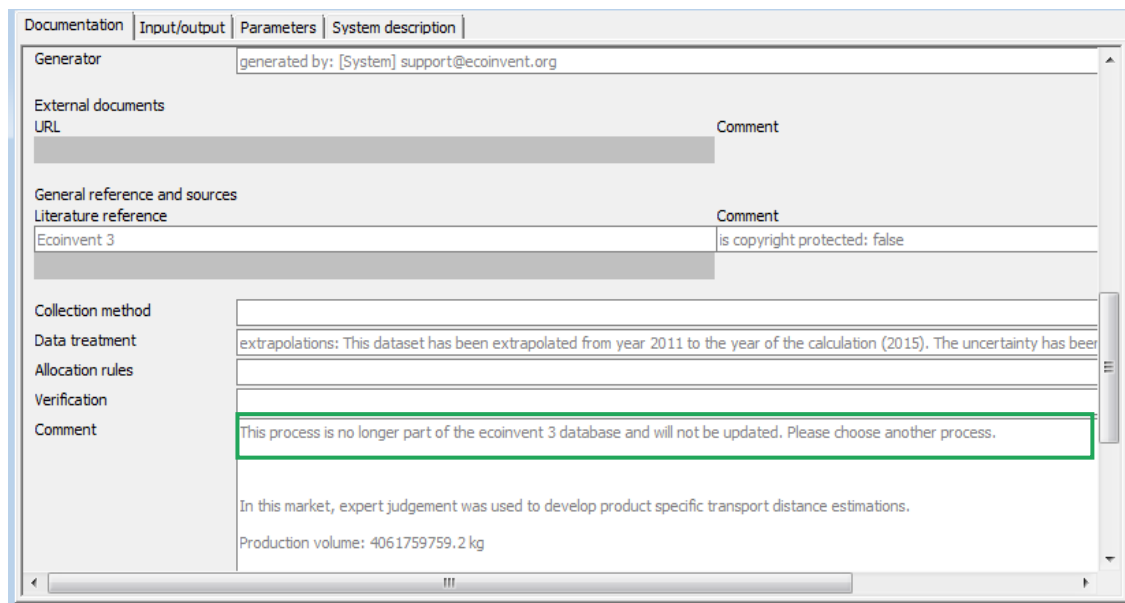 Documentation Input/output Parameters System description
Generator generated by: [System] support@ecoinvent.org
External documents
URL Comment
General reference and sources
Literature reference Comment
Ecoinvent 3 is copyright protected: false
Collection method
Data treatment extrapolations: This dataset has been extrapolated from year 2011 to the year of the calculation (2015). The uncertainty has been
Allocation rules
Verification
Comment This process is no longer part of the ecoinvent 3 database and will not be updated. Please choose another process.
In this market, expert judgement was used to develop product specific transport distance estimations.
Production volume: 4061759759.2 kg